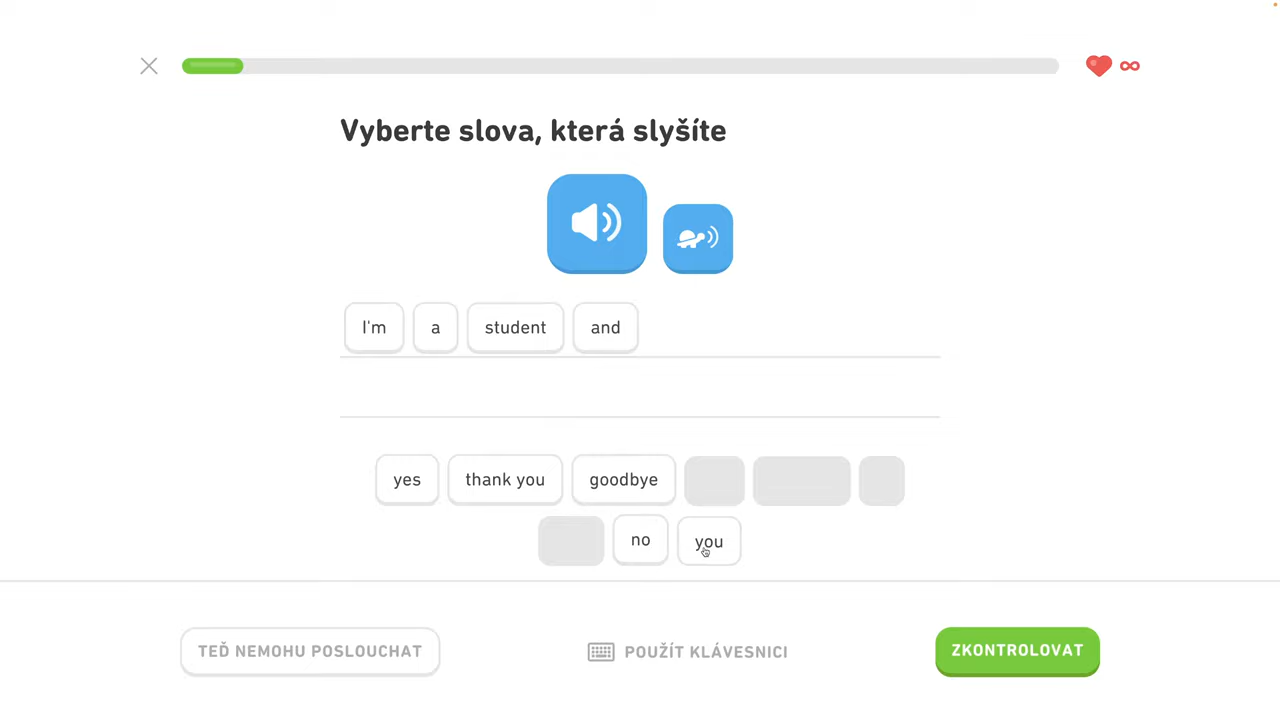 Vyberte slova, která slyšíte
I'm a student and
yes thank you goodbye
no you
TEĎ NEMOHU POSLOUCHAT POUŽÍT KLÁVESNICI ZKONTROLOVAT